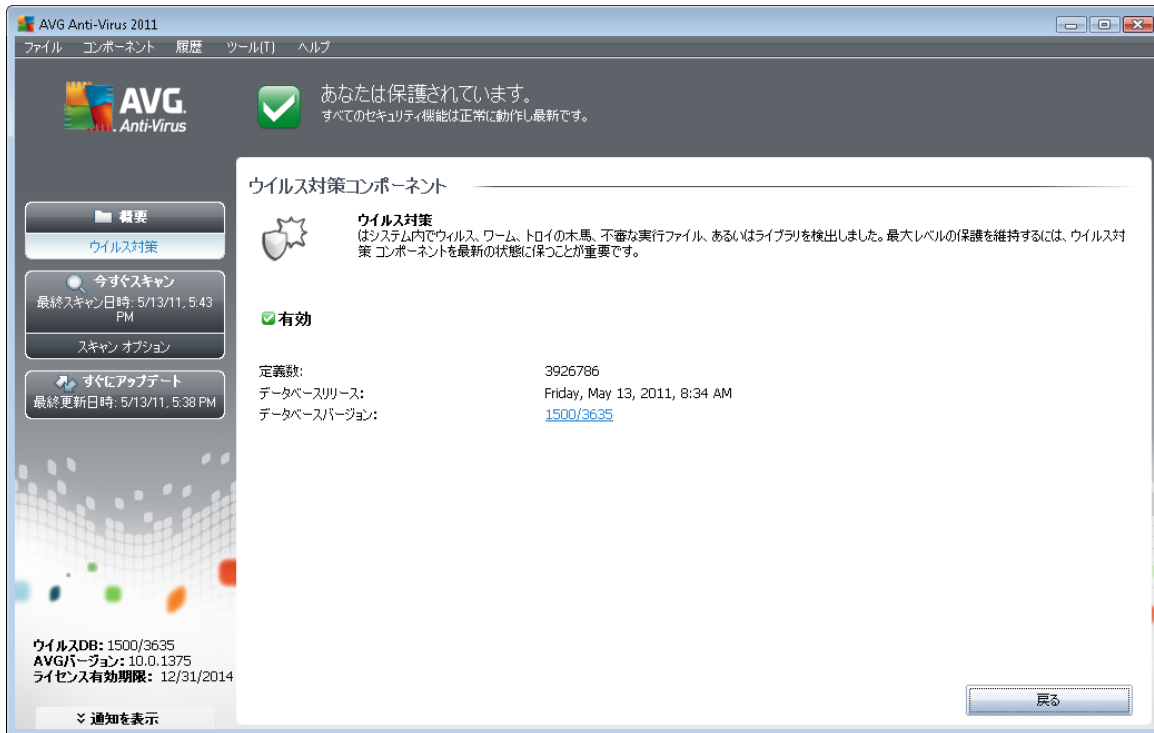 AVG Anti-Virus 2011
ファイル コンポーネント 履歴 ツール(T) ヘルプ
AVG.
Anti-Virus
あなたは保護されています。
すべてのセキュリティ機能は正常に動作し最新です。
概要
ウイルス対策
今すぐスキャン
最終スキャン日時: 5/13/11, 5:43
PM
スキャン オプション
すぐにアップデート
最終更新日時: 5/13/11, 5:38 PM
ウイルスDB: 1500/3635
AVGバージョン: 10.0.1375
ライセンス有効期限: 12/31/2014
通知を表示
ウイルス対策コンポーネント
ウイルス対策
はシステム内でウィルス、ワーム、トロイの木馬、不審な実行ファイル、あるいはライブラリを検出しました。最大レベルの保護を維持するには、ウイルス対
策 コンポーネントを最新の状態に保つことが重要です。
有効
定義数: 3926786
データベースリリース: Friday, May 13, 2011, 8:34 AM
データベースバージョン: 1500/3635
戻る